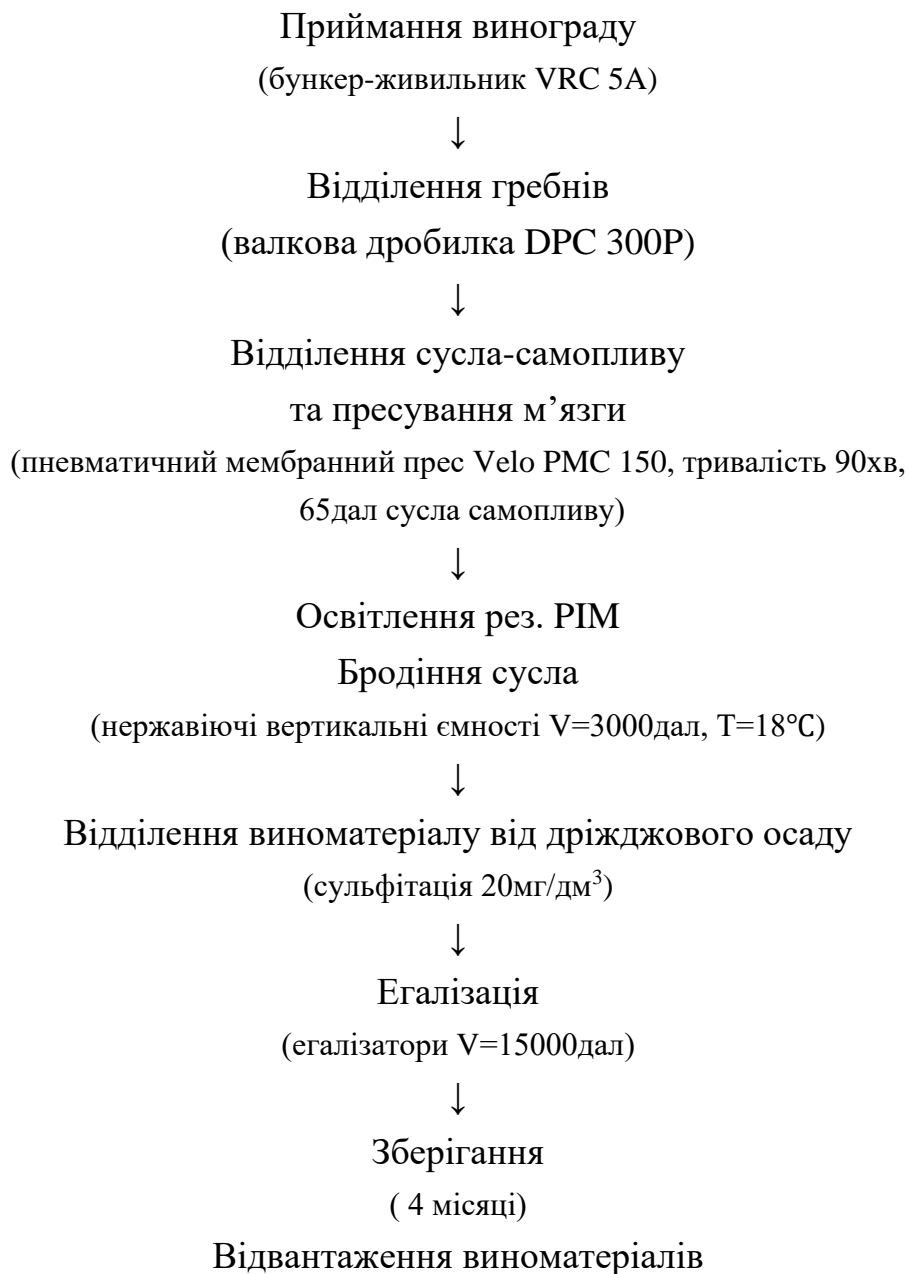 Приймання винограду
(бункер-живильник VRC 5A)
↓
Відділення гребнів
(валкова дробилка DPC 300P)
↓
Відділення сусла-самопливу
та пресування м’язги
(пневматичний мембранний прес Velo PMC 150, тривалість 90хв,
65дал сусла самопливу)
↓
Освітлення рез. РІМ
Бродіння сусла
(нержавіючі вертикальні ємності V=3000дал, T=18°C)
↓
Відділення виноматеріалу від дріжджового осаду
(сульфітація 20мг/дм³)
↓
Егалізація
(егалізатори V=15000дал)
↓
Зберігання
( 4 місяці)
Відвантаження виноматеріалів